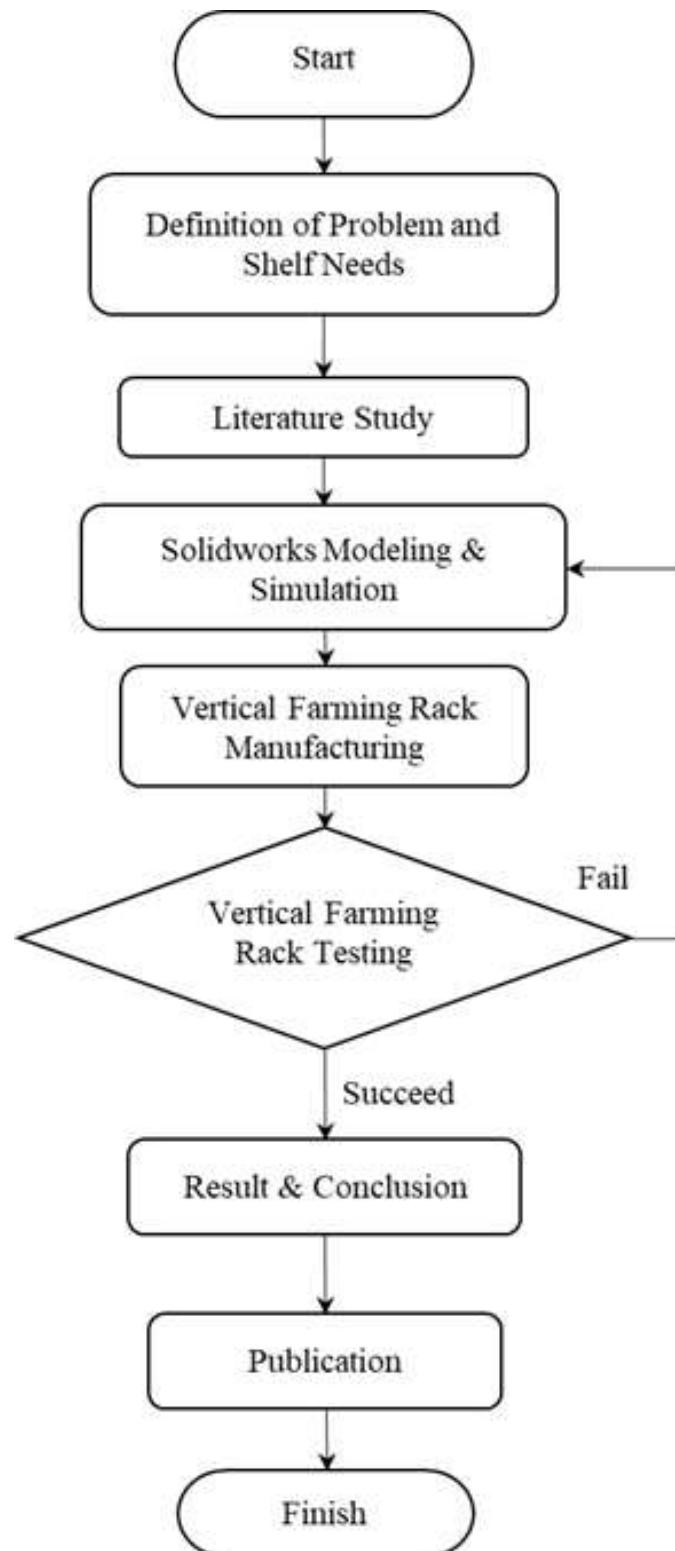 Start
Definition of Problem and
Shelf Needs
Literature Study
Solidworks Modeling &
Simulation
Vertical Farming Rack
Manufacturing
Fail
Vertical Farming
Rack Testing
Succeed
Result & Conclusion
Publication
Finish